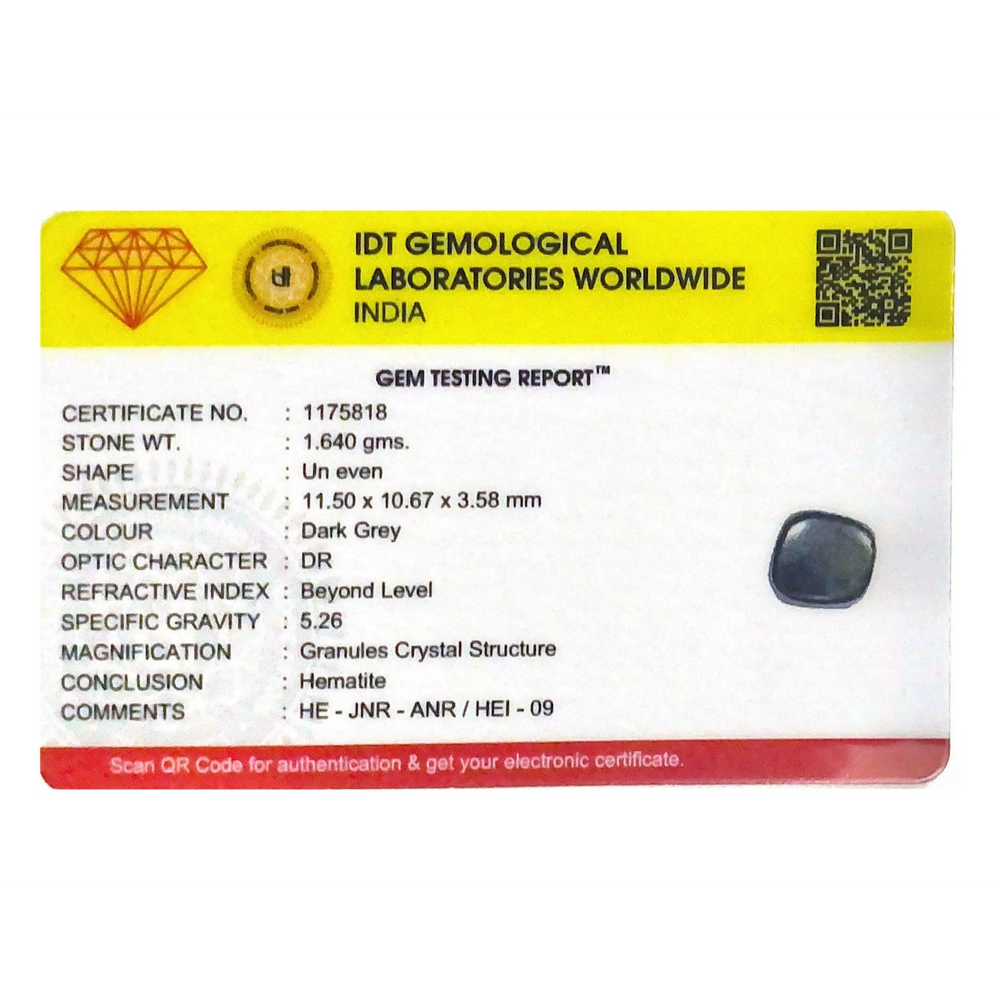 IDT GEMOLOGICAL
LABORATORIES WORLDWIDE
INDIA
GEM TESTING REPORT™
CERTIFICATE NO. : 1175818
STONE WT. : 1.640 gms.
SHAPE : Un even
MEASUREMENT : 11.50 x 10.67 x 3.58 mm
COLOUR : Dark Grey
OPTIC CHARACTER : DR
REFRACTIVE INDEX : Beyond Level
SPECIFIC GRAVITY : 5.26
MAGNIFICATION : Granules Crystal Structure
CONCLUSION : Hematite
COMMENTS : HE - JNR - ANR / HEI - 09
Scan QR Code for authentication & get your electronic certificate.